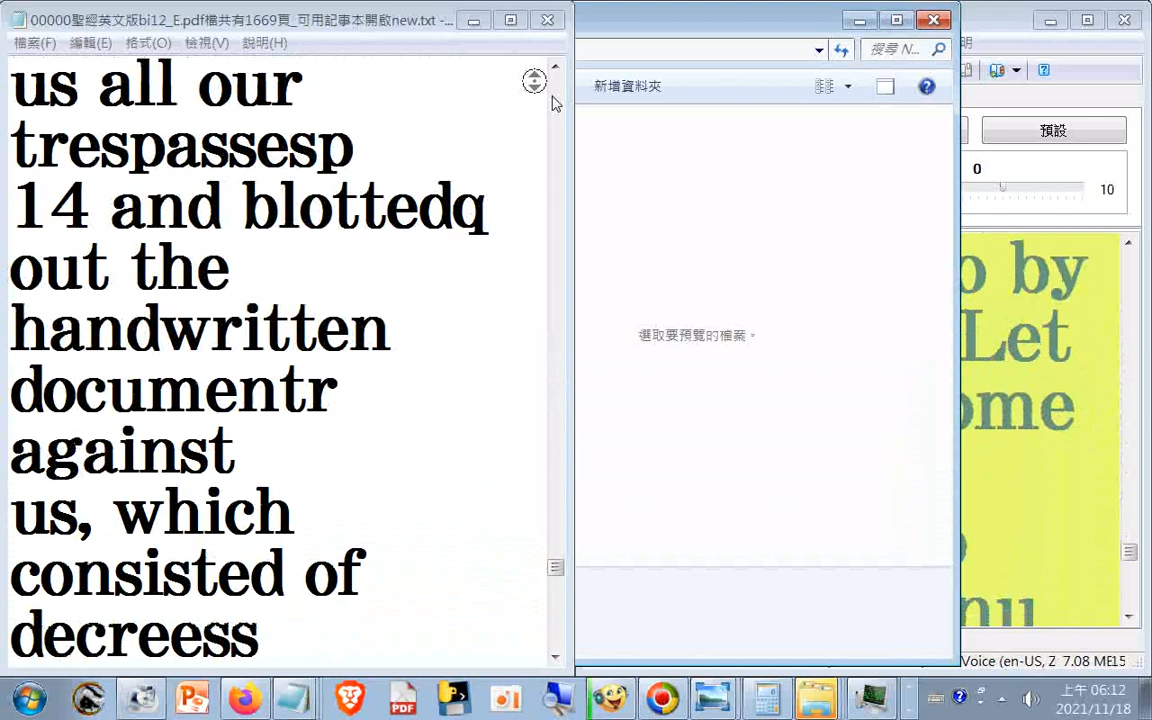 00000聖經英文版bi12_E.pdf檔共有1669頁_可用記事本開啟new.txt -...
檔案(F) 編輯(E) 格式(O) 檢視(V) 說明(H)
us all our
trespassesp
14 and blottedq
out the
handwritten
documentr
against
us, which
consisted of
decreess
搜尋 N...
新增資料夾
選取要預覽的檔案。
明
預設
0
10
o by
Let
ome
nu
Voice (en-US, Z 7.08 ME15
PDF
上午 06:12
2021/11/18